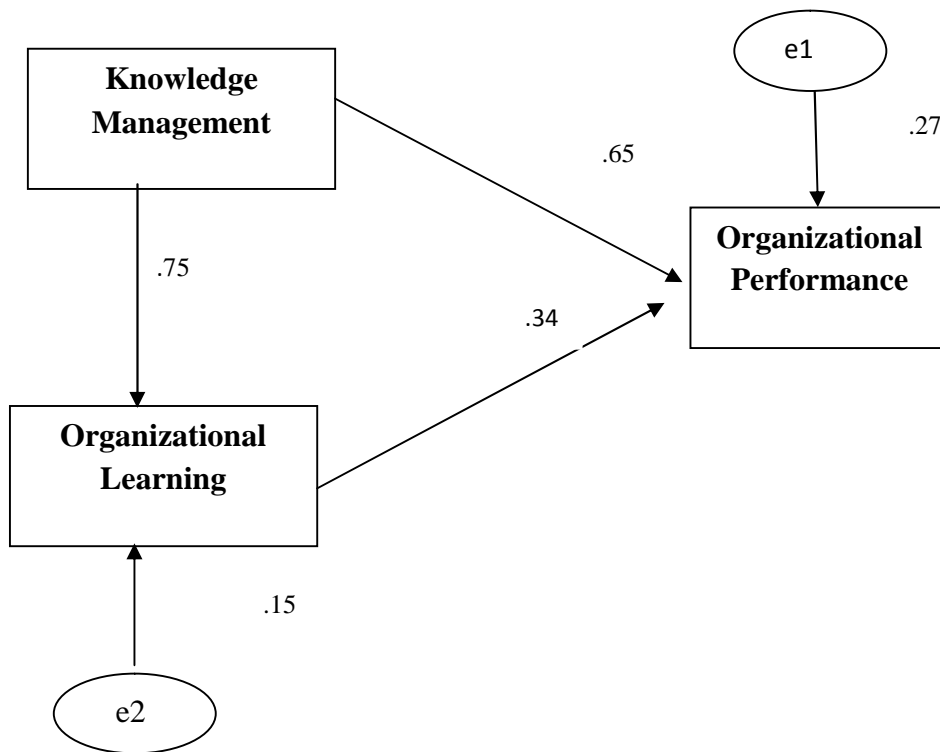 e1
Knowledge
Management
.27
.65
Organizational
Performance
.75
.34
Organizational
Learning
.15
e2